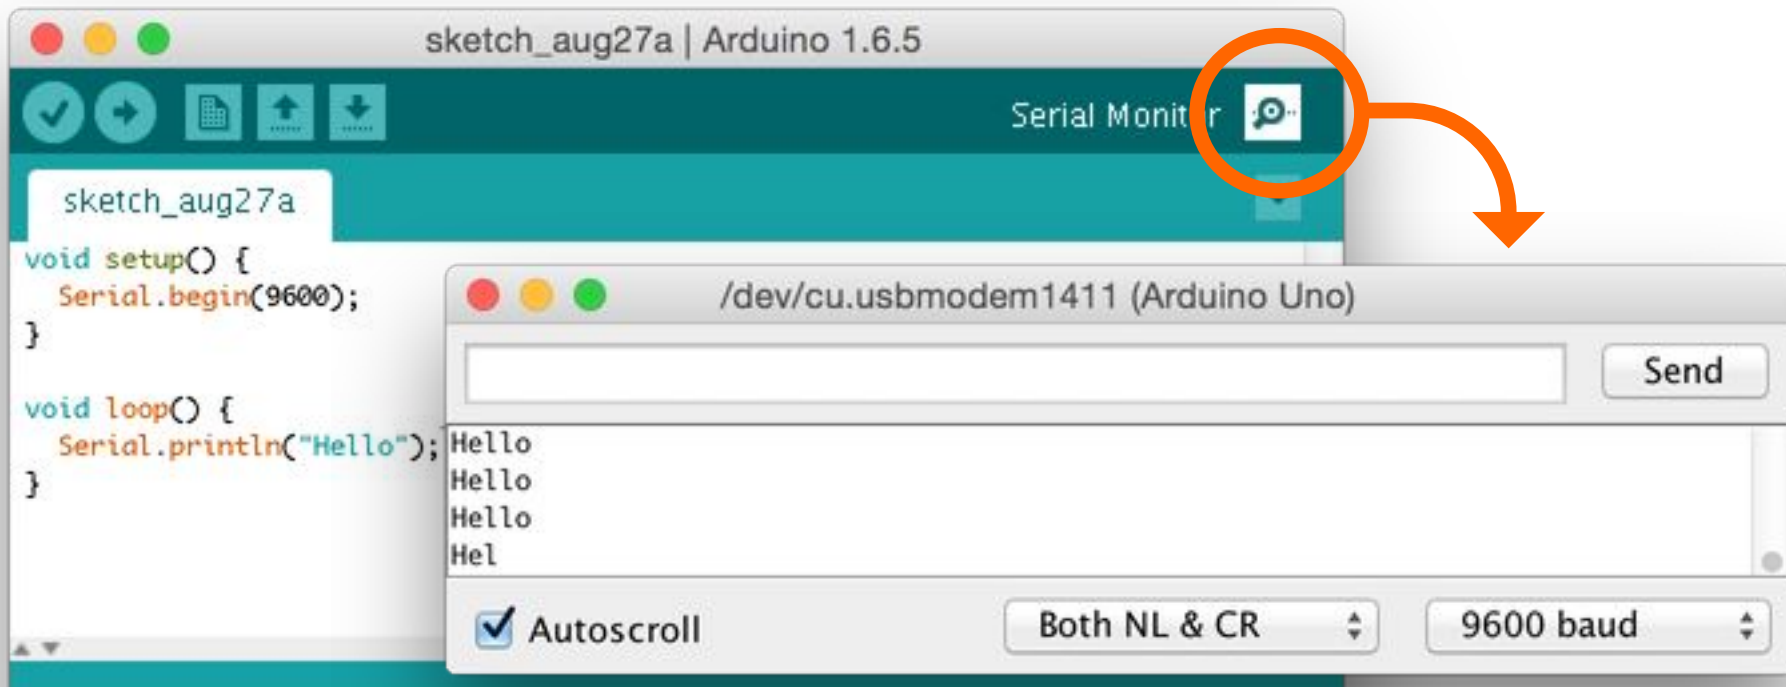 sketch_aug27a | Arduino 1.6.5
Serial Monitor
sketch_aug27a
void setup() {
  Serial.begin(9600);
}
void loop() {
  Serial.println("Hello");
}
/dev/cu.usbmodem1411 (Arduino Uno)
Send
Hello
Hello
Hello
Hel
Autoscroll
Both NL & CR
9600 baud